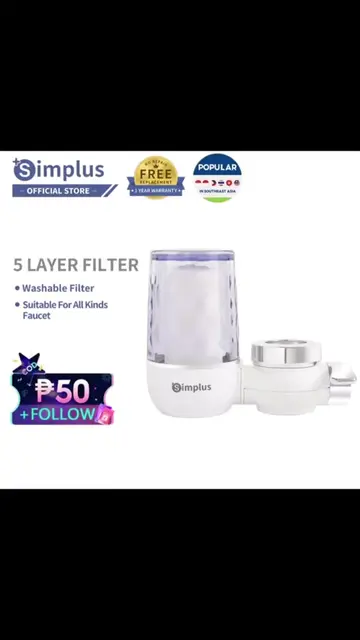 Simplus
OFFICIAL STORE
FREE
REPLACEMENT
1 YEAR WARRANTY
POPULAR
IN SOUTHEAST ASIA
5 LAYER FILTER
• Washable Filter
• Suitable For All Kinds
Faucet
Simplus
₱50
+FOLLOW